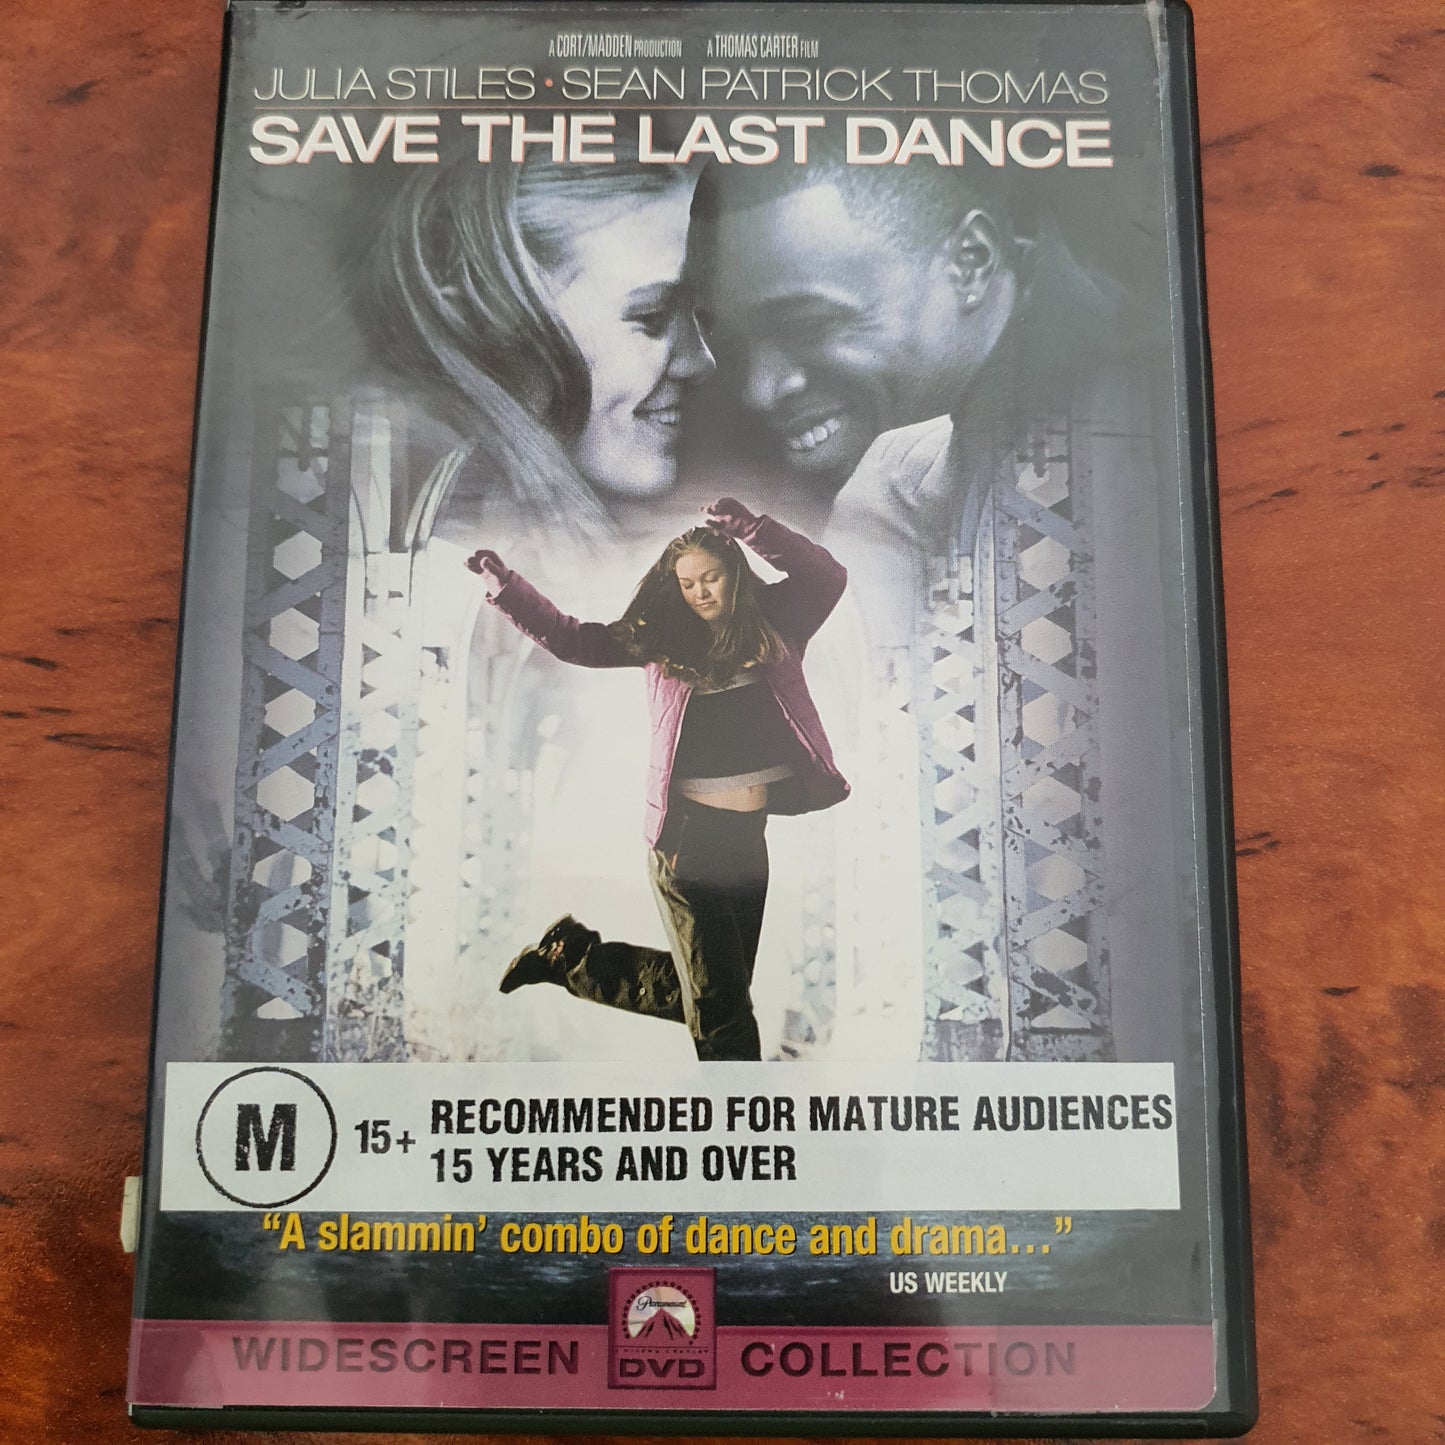 A CORT/MADDEN PRODUCTION A THOMAS CARTER FILM
JULIA STILES • SEAN PATRICK THOMAS
SAVE THE LAST DANCE
M 15+ RECOMMENDED FOR MATURE AUDIENCES
15 YEARS AND OVER
“A slammin’ combo of dance and drama...”
US WEEKLY
Paramount
WIDESCREEN DVD COLLECTION